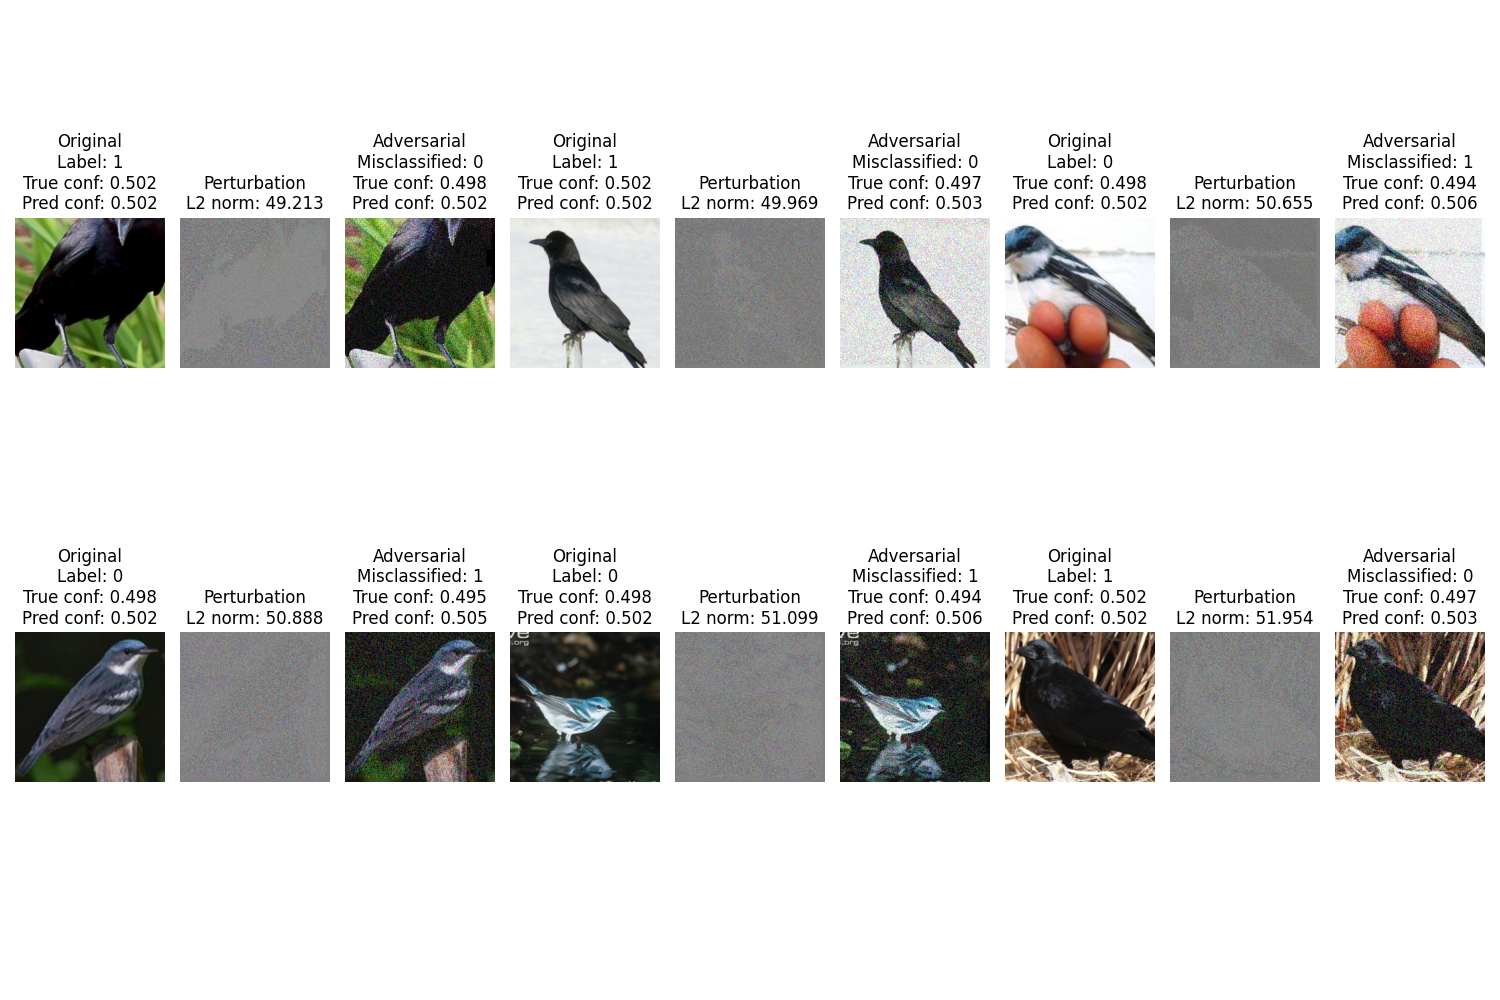 Original
Label: 1
True conf: 0.502
Pred conf: 0.502
Perturbation
L2 norm: 49.213
Adversarial
Misclassified: 0
True conf: 0.498
Pred conf: 0.502
Original
Label: 1
True conf: 0.502
Pred conf: 0.502
Perturbation
L2 norm: 49.969
Adversarial
Misclassified: 0
True conf: 0.497
Pred conf: 0.503
Original
Label: 0
True conf: 0.498
Pred conf: 0.502
Perturbation
L2 norm: 50.655
Adversarial
Misclassified: 1
True conf: 0.494
Pred conf: 0.506
Original
Label: 0
True conf: 0.498
Pred conf: 0.502
Perturbation
L2 norm: 50.888
Adversarial
Misclassified: 1
True conf: 0.495
Pred conf: 0.505
Original
Label: 0
True conf: 0.498
Pred conf: 0.502
Perturbation
L2 norm: 51.099
Adversarial
Misclassified: 1
True conf: 0.494
Pred conf: 0.506
Original
Label: 1
True conf: 0.502
Pred conf: 0.502
Perturbation
L2 norm: 51.954
Adversarial
Misclassified: 0
True conf: 0.497
Pred conf: 0.503